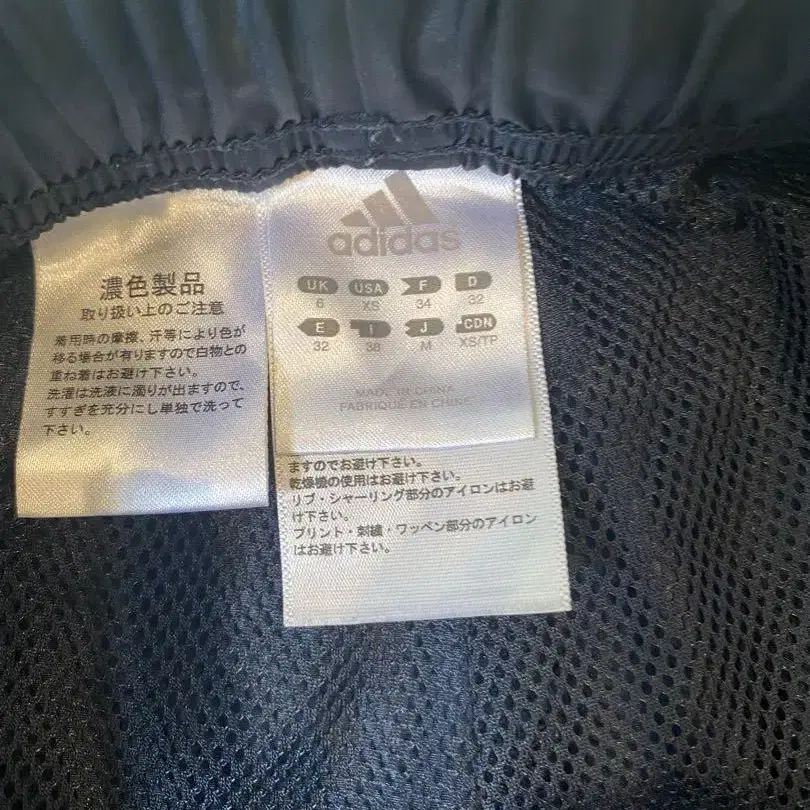 濃色製品
取り扱い上のご注意
着用時の摩擦、汗等により色が
移る場合が有りますので白物との
重ね着はお避け下さい。
洗濯は洗液に濁りが出ますので、
すすぎを充分にし単独で洗って
下さい。
adidas
UK USA F D
6 XS 34 32
E I J CDN
32 38 M XS/TP
MADE IN CHINA
FABRIQUÉ EN CHINE
ますのでお避け下さい。
乾燥機の使用はお避け下さい。
リブ・シャーリング部分のアイロンはお避
け下さい。
プリント・刺繍・ワッペン部分のアイロン
はお避け下さい。